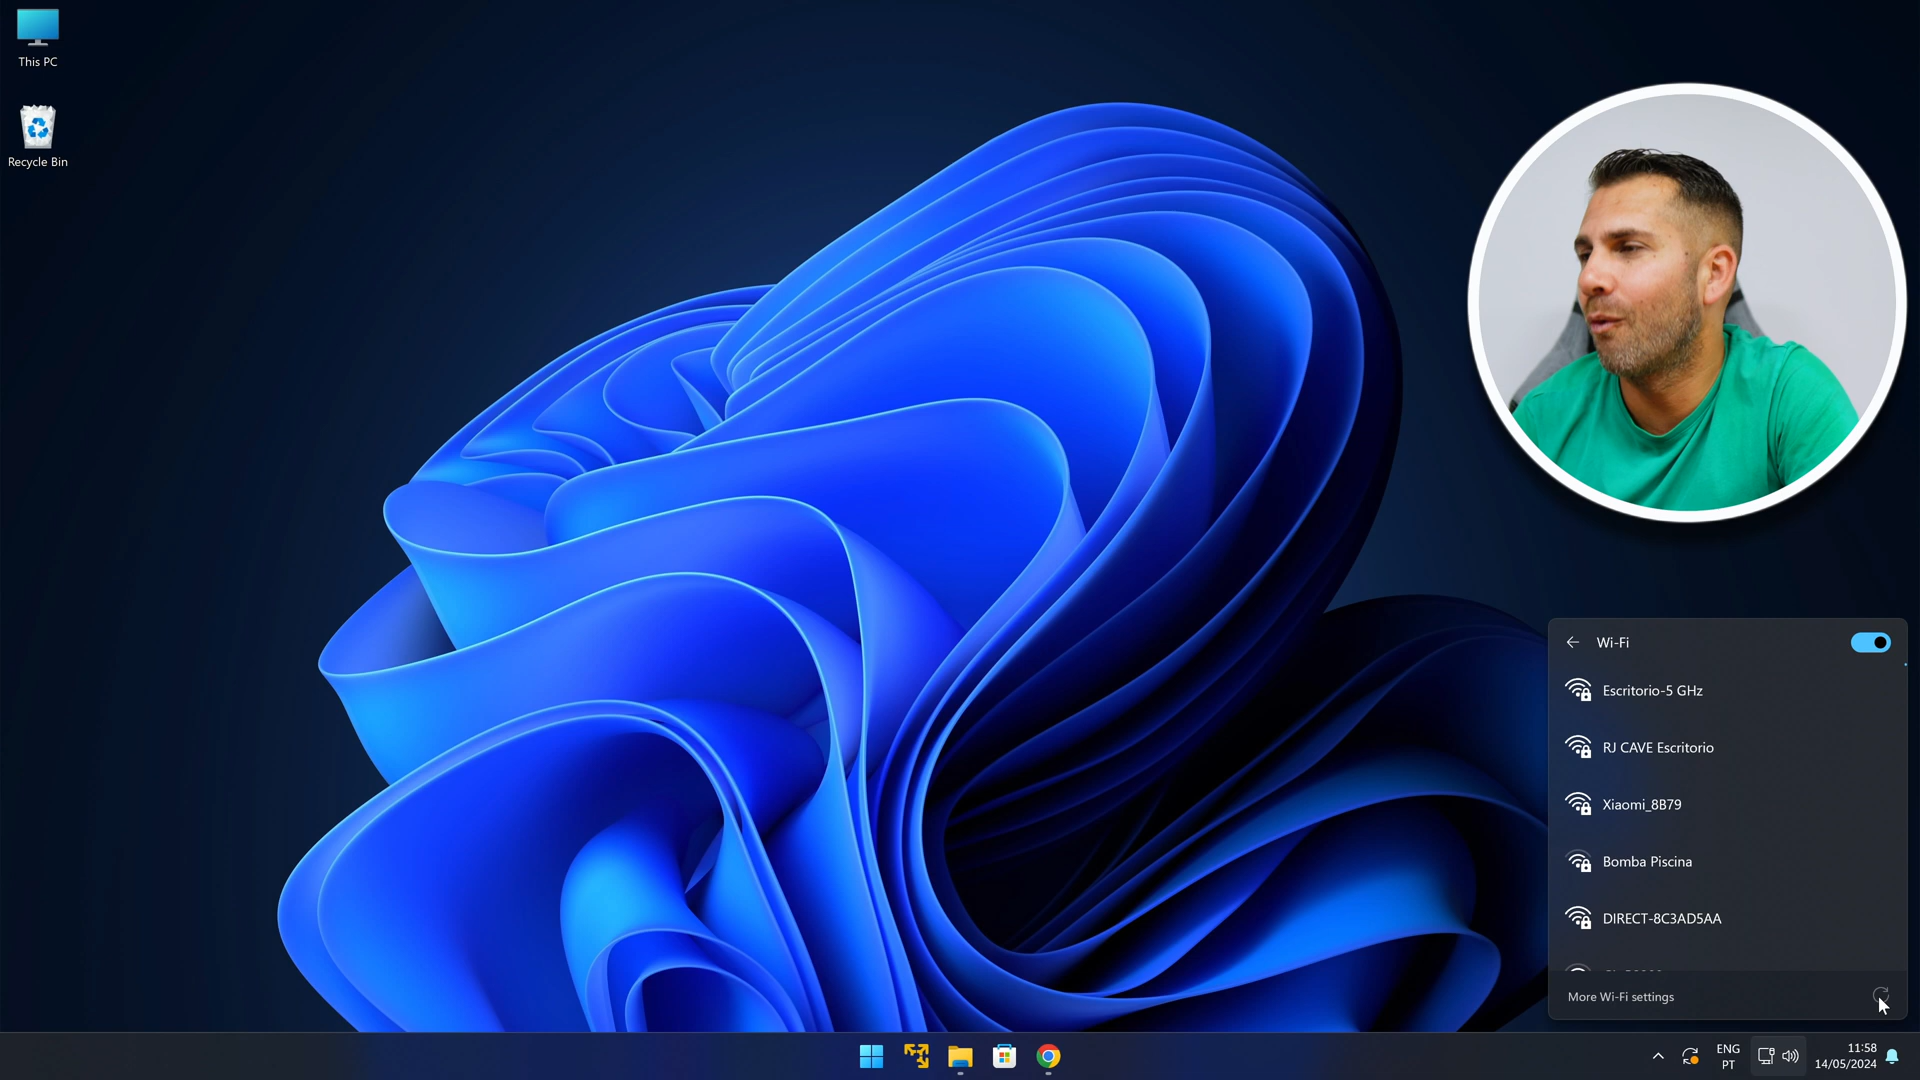 This PC
Recycle Bin
Wi-Fi
Escritorio-5 GHz
RJ CAVE Escritorio
Xiaomi_8B79
Bomba Piscina
DIRECT-8C3AD5AA
More Wi-Fi settings
ENG
PT
11:58
14/05/2024